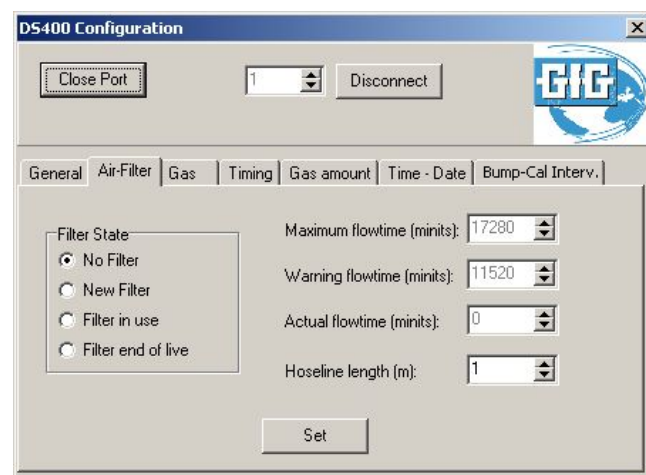 DS400 Configuration
Close Port
1
Disconnect
GfG
General
Air-Filter
Gas
Timing
Gas amount
Time - Date
Bump-Cal Interv.
Filter State
No Filter
New Filter
Filter in use
Filter end of live
Maximum flowtime (minits): 17280
Warning flowtime (minits): 11520
Actual flowtime (minits): 0
Hoseline length (m): 1
Set